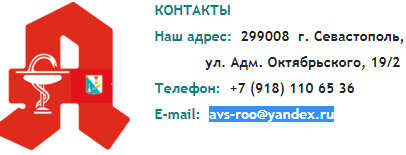 КОНТАКТЫ
Наш адрес: 299008 г. Севастополь,
ул. Адм. Октябрьского, 19/2
Телефон: +7 (918) 110 65 36
E-mail: avs-roo@yandex.ru